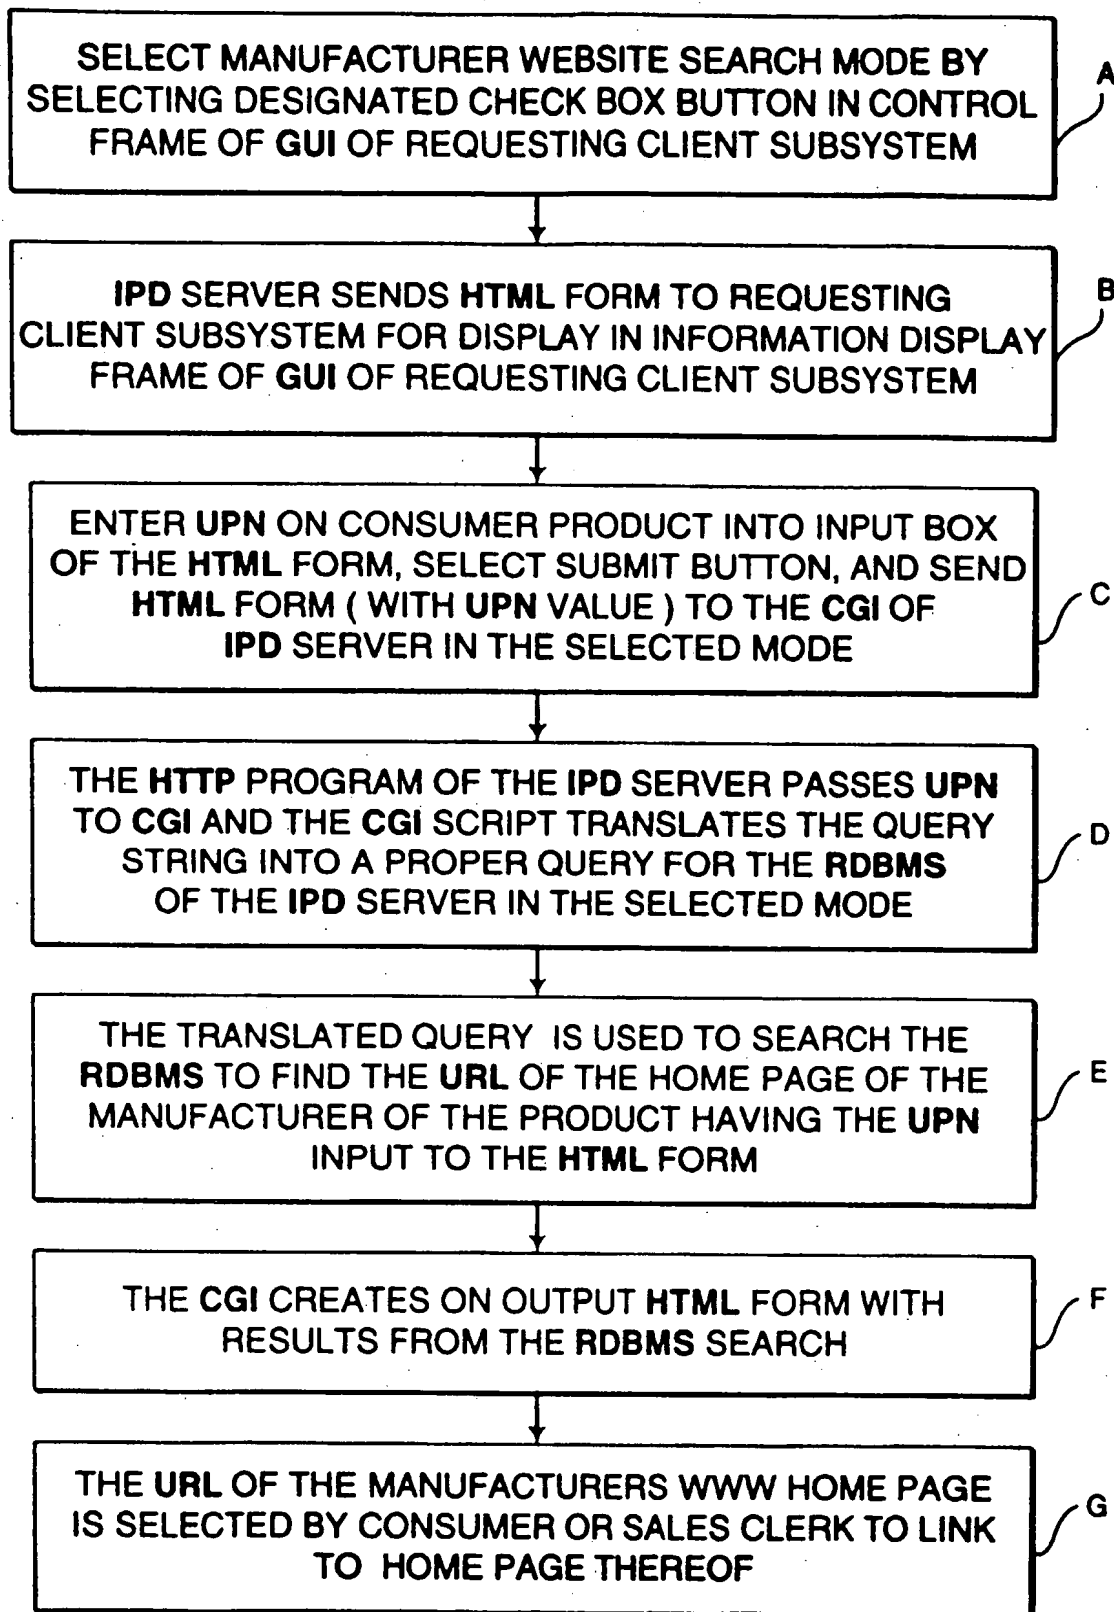 SELECT MANUFACTURER WEBSITE SEARCH MODE BY
SELECTING DESIGNATED CHECK BOX BUTTON IN CONTROL
FRAME OF GUI OF REQUESTING CLIENT SUBSYSTEM
A
IPD SERVER SENDS HTML FORM TO REQUESTING
CLIENT SUBSYSTEM FOR DISPLAY IN INFORMATION DISPLAY
FRAME OF GUI OF REQUESTING CLIENT SUBSYSTEM
B
ENTER UPN ON CONSUMER PRODUCT INTO INPUT BOX
OF THE HTML FORM, SELECT SUBMIT BUTTON, AND SEND
HTML FORM ( WITH UPN VALUE ) TO THE CGI OF
IPD SERVER IN THE SELECTED MODE
C
THE HTTP PROGRAM OF THE IPD SERVER PASSES UPN
TO CGI AND THE CGI SCRIPT TRANSLATES THE QUERY
STRING INTO A PROPER QUERY FOR THE RDBMS
OF THE IPD SERVER IN THE SELECTED MODE
D
THE TRANSLATED QUERY IS USED TO SEARCH THE
RDBMS TO FIND THE URL OF THE HOME PAGE OF THE
MANUFACTURER OF THE PRODUCT HAVING THE UPN
INPUT TO THE HTML FORM
E
THE CGI CREATES ON OUTPUT HTML FORM WITH
RESULTS FROM THE RDBMS SEARCH
F
THE URL OF THE MANUFACTURERS WWW HOME PAGE
IS SELECTED BY CONSUMER OR SALES CLERK TO LINK
TO HOME PAGE THEREOF
G